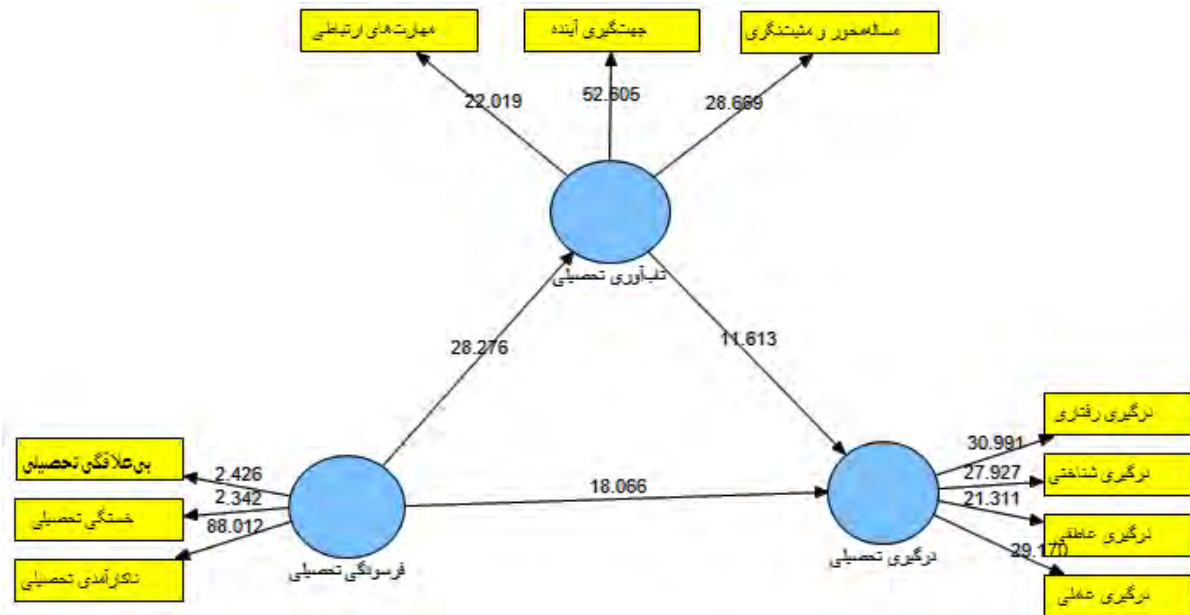 مهارت‌های ارتباطی
جهت‌گیری آینده
مساله‌محور و مثبت‌نگری
22.019
52.605
28.669
تاب‌آوری تحصیلی
28.276
11.613
بی‌علاقگی تحصیلی
خستگی تحصیلی
ناکارآمدی تحصیلی
2.426
2.342
88.012
فرسودگی تحصیلی
18.066
درگیری تحصیلی
30.991
27.927
21.311
29.170
درگیری رفتاری
درگیری شناختی
درگیری عاطفی
درگیری عاملی